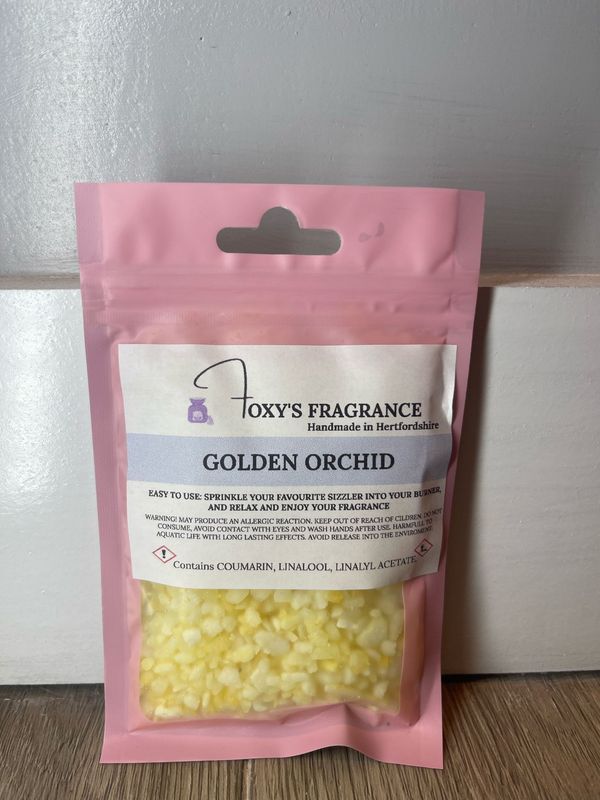 FOXY'S FRAGRANCE
Handmade in Hertfordshire
GOLDEN ORCHID
EASY TO USE: SPRINKLE YOUR FAVOURITE SIZZLER INTO YOUR BURNER,
AND RELAX AND ENJOY YOUR FRAGRANCE
WARNING! MAY PRODUCE AN ALLERGIC REACTION. KEEP OUT OF REACH OF CILDREN, DO NOT
CONSUME, AVOID CONTACT WITH EYES AND WASH HANDS AFTER USE. HARMFULL TO
AQUATIC LIFE WITH LONG LASTING EFFECTS. AVOID RELEASE INTO THE ENVIROMENT.
Contains COUMARIN, LINALOOL, LINALYL ACETATE.